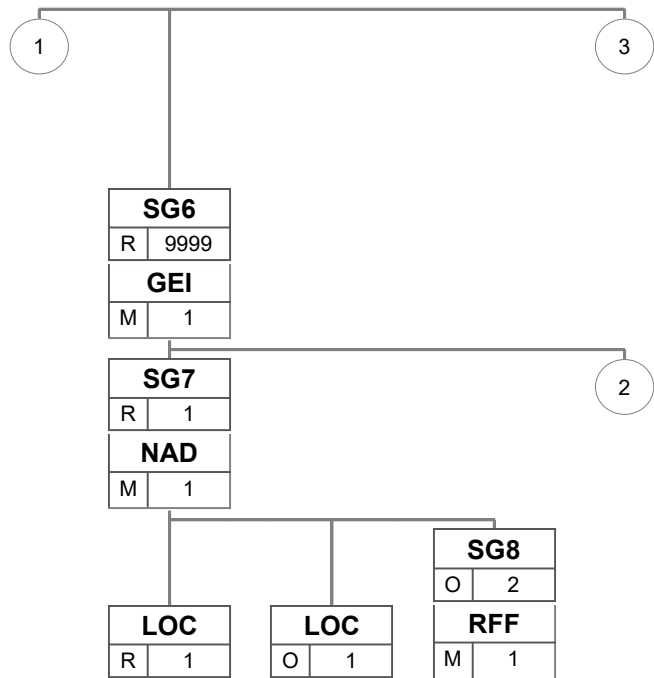 1
3
SG6
R 9999
GEI
M 1
SG7
R 1
2
NAD
M 1
SG8
O 2
LOC
R 1
LOC
O 1
RFF
M 1